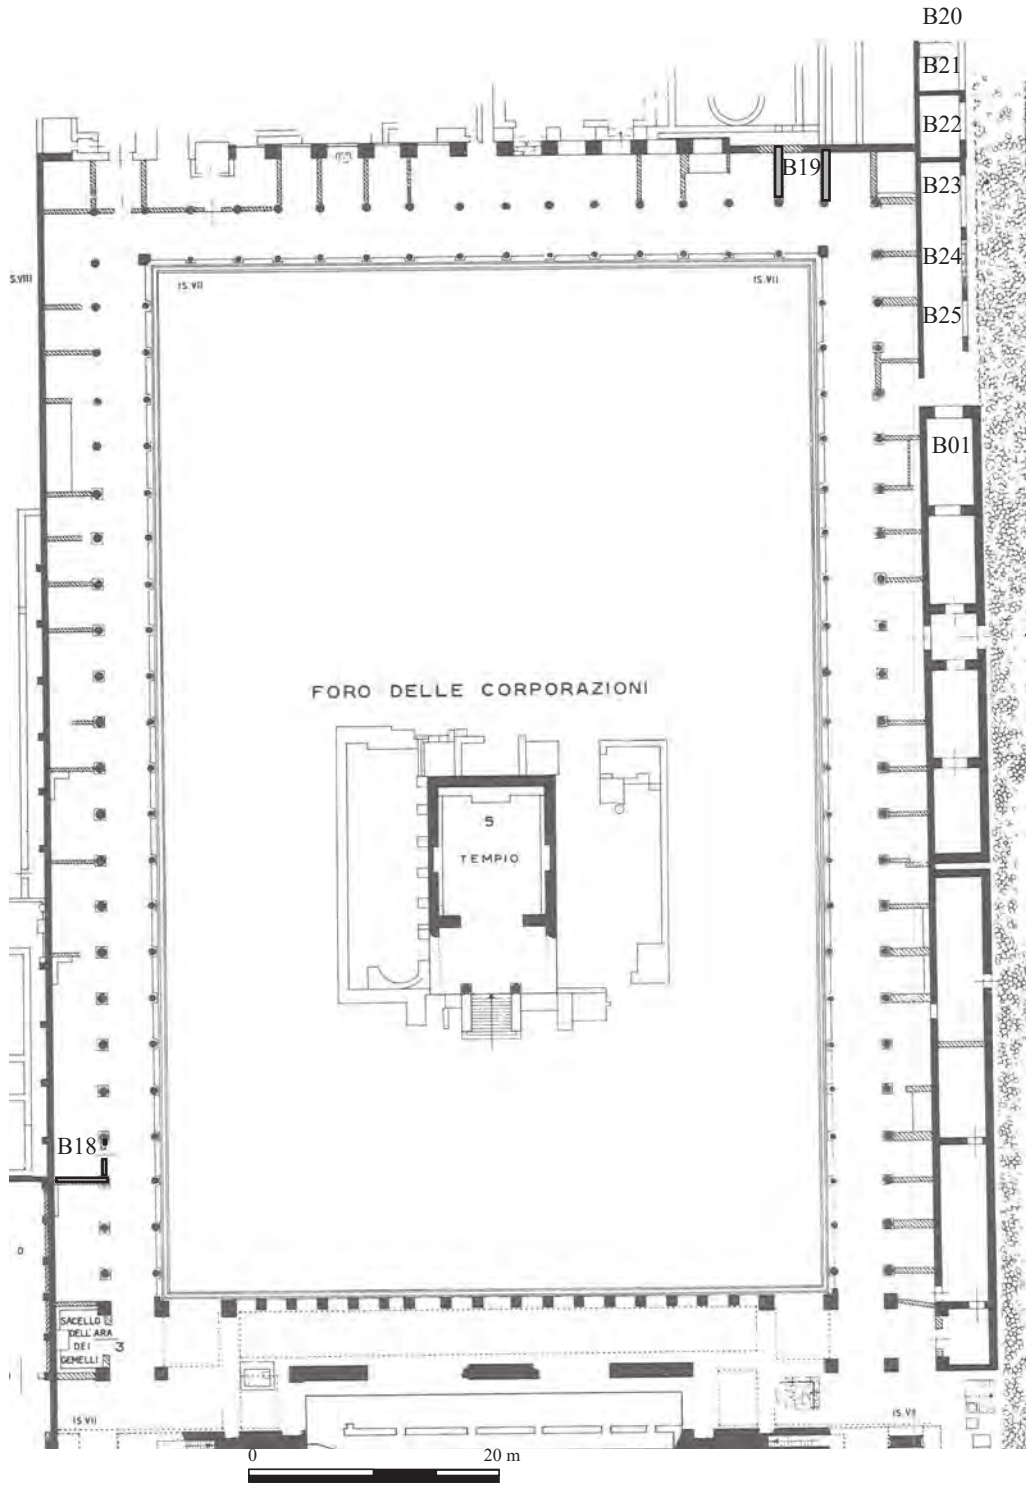 B20
B21
B22
B19
B23
B24
S.VIII
IS.VII
IS.VII
B25
B01
FORO DELLE CORPORAZIONI
5
TEMPIO
B18
D
SACELLO
DELL'ARA
DEI 3
GEMELLI
IS VII
IS.VII
0 20 m